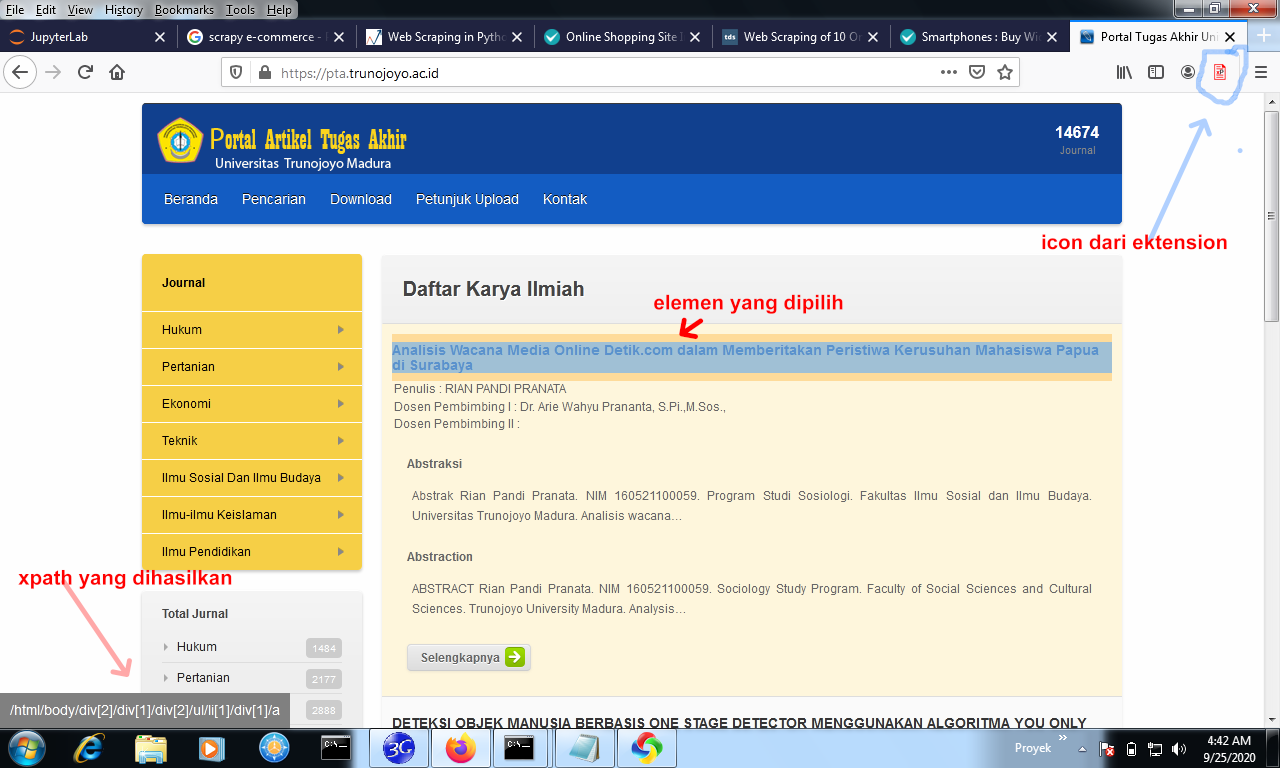 File Edit View History Bookmarks Tools Help
JupyterLab
scrapy e-commerce -
Web Scraping in Pytho
Online Shopping Site
Web Scraping of 10 O
Smartphones : Buy Wi
Portal Tugas Akhir Uni
https://pta.trunojoyo.ac.id
Portal Artikel Tugas Akhir
Universitas Trunojoyo Madura
14674
Journal
Beranda Pencarian Download Petunjuk Upload Kontak
icon dari ektension
Journal
Hukum
Pertanian
Ekonomi
Teknik
Ilmu Sosial Dan Ilmu Budaya
Ilmu-ilmu Keislaman
Ilmu Pendidikan
xpath yang dihasilkan
Total Jurnal
Hukum 1484
Pertanian 2177
2888
/html/body/div[2]/div[1]/div[2]/ul/li[1]/div[1]/a
Daftar Karya Ilmiah
elemen yang dipilih
Analisis Wacana Media Online Detik.com dalam Memberitakan Peristiwa Kerusuhan Mahasiswa Papua
di Surabaya
Penulis : RIAN PANDI PRANATA
Dosen Pembimbing I : Dr. Arie Wahyu Prananta, S.Pi.,M.Sos.,
Dosen Pembimbing II :
Abstraksi
Abstrak Rian Pandi Pranata. NIM 160521100059. Program Studi Sosiologi. Fakultas Ilmu Sosial dan Ilmu Budaya.
Universitas Trunojoyo Madura. Analisis wacana…
Abstraction
ABSTRACT Rian Pandi Pranata. NIM 160521100059. Sociology Study Program. Faculty of Social Sciences and Cultural
Sciences. Trunojoyo University Madura. Analysis…
Selengkapnya
DETEKSI OBJEK MANUSIA BERBASIS ONE STAGE DETECTOR MENGGUNAKAN ALGORITMA YOU ONLY
Proyek
4:42 AM
9/25/2020